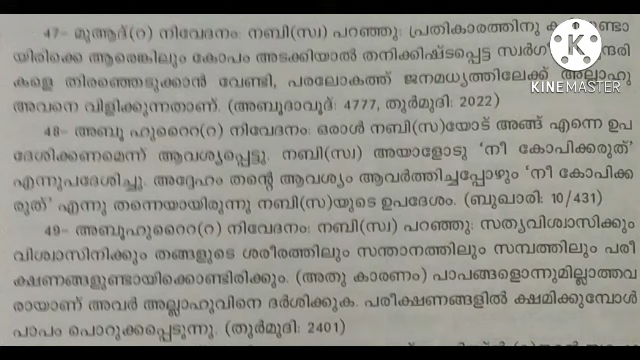 47- മുആദ്(റ) നിവേദനം: നബി(സ്വ) പറഞ്ഞു: പ്രതികാരത്തിനു
യിരിക്കെ ആരെങ്കിലും കോപം അടക്കിയാൽ തനിക്കിഷ്ടപ്പെട്ട
കളെ തിരഞ്ഞെടുക്കാൻ വേണ്ടി, പരലോകത്ത് ജനമധ്യത്തിലേക്ക് അല്ലാഹു
അവനെ വിളിക്കുന്നതാണ്. (അബൂദാവൂദ്: 4777, തുർമുദി: 2022)
48- അബൂ ഹുറൈറ(റ) നിവേദനം: ഒരാൾ നബി(സ)യോട് അങ്ങ് എന്നെ ഉപ
ദേശിക്കണമെന്ന് ആവശ്യപ്പെട്ടു. നബി(സ്വ) അയാളോടു ‘നീ കോപിക്കരുത്’
എന്നുപദേശിച്ചു. അദ്ദേഹം തന്റെ ആവശ്യം ആവർത്തിച്ചപ്പോഴും ‘നീ കോപിക്ക
രുത്’ എന്നു തന്നെയായിരുന്നു നബി(സ)യുടെ ഉപദേശം. (ബുഖാരി: 10/431)
49- അബൂഹുറൈറ(റ) നിവേദനം: നബി(സ്വ) പറഞ്ഞു: സത്യവിശ്വാസിക്കും
വിശ്വാസിനിക്കും തങ്ങളുടെ ശരീരത്തിലും സന്താനത്തിലും സമ്പത്തിലും പരീ
ക്ഷണങ്ങളുണ്ടായിക്കൊണ്ടിരിക്കും. (അതു കാരണം) പാപങ്ങളൊന്നുമില്ലാത്തവ
രായാണ് അവർ അല്ലാഹുവിനെ ദർശിക്കുക. പരീക്ഷണങ്ങളിൽ ക്ഷമിക്കുമ്പോൾ
പാപം പൊറുക്കപ്പെടുന്നു. (തുർമുദി: 2401)
K
KINEMASTER